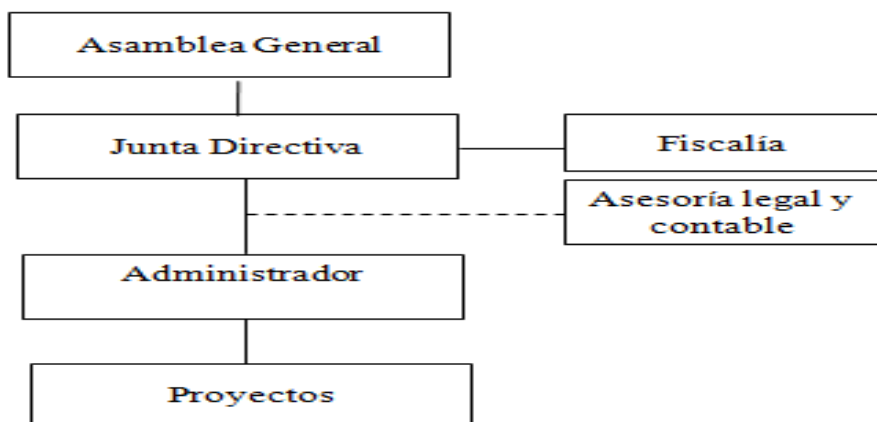 Asamblea General
Junta Directiva
Fiscalía
Asesoría legal y
contable
Administrador
Proyectos